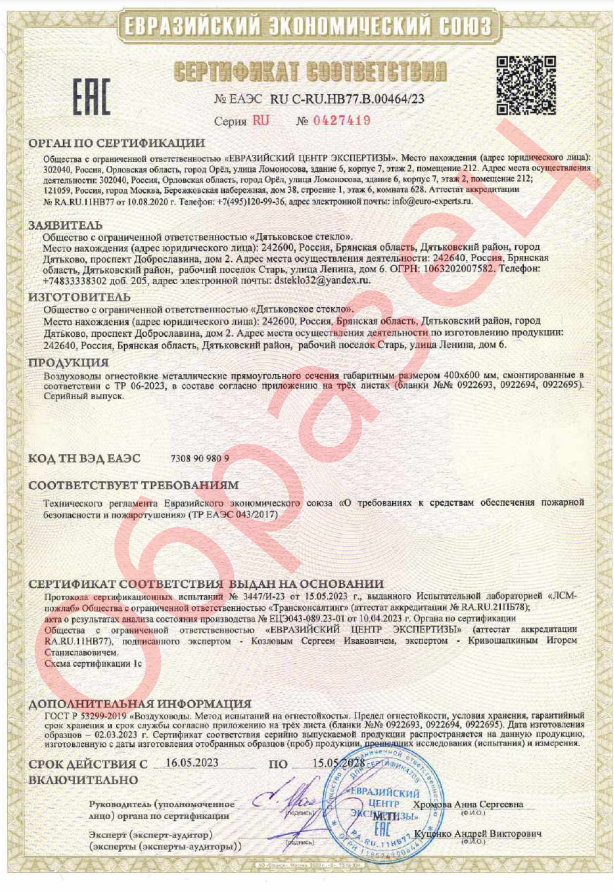 ЕВРАЗИЙСКИЙ ЭКОНОМИЧЕСКИЙ СОЮЗ
СЕРТИФИКАТ СООТВЕТСТВИЯ
ЕАС
№ ЕАЭС RU С-RU.НВ77.В.00464/23
Серия RU № 0427419
ОРГАН ПО СЕРТИФИКАЦИИ
Общества с ограниченной ответственностью «ЕВРАЗИЙСКИЙ ЦЕНТР ЭКСПЕРТИЗЫ». Место нахождения (адрес юридического лица):
302040, Россия, Орловская область, город Орёл, улица Ломоносова, здание 6, корпус 7, этаж 2, помещение 212. Адрес места осуществления
деятельности: 302040, Россия, Орловская область, город Орёл, улица Ломоносова, здание 6, корпус 7, этаж 2, помещение 212;
121059, Россия, город Москва, Бережковская набережная, дом 38, строение 1, этаж 6, комната 628. Аттестат аккредитации
№ RA.RU.11НВ77 от 10.08.2020 г. Телефон: +7(495)120-99-36, адрес электронной почты: info@euro-experts.ru.
ЗАЯВИТЕЛЬ
Общество с ограниченной ответственностью «Дятьковское стекло».
Место нахождения (адрес юридического лица): 242600, Россия, Брянская область, Дятьковский район, город
Дятьково, проспект Доброславина, дом 2. Адрес места осуществления деятельности: 242640, Россия, Брянская
область, Дятьковский район, рабочий поселок Старь, улица Ленина, дом 6. ОГРН: 1063202007582. Телефон:
+74833338302 доб. 205, адрес электронной почты: dsteklo32@yandex.ru.
ИЗГОТОВИТЕЛЬ
Общество с ограниченной ответственностью «Дятьковское стекло».
Место нахождения (адрес юридического лица): 242600, Россия, Брянская область, Дятьковский район, город
Дятьково, проспект Доброславина, дом 2. Адрес места осуществления деятельности по изготовлению продукции:
242640, Россия, Брянская область, Дятьковский район, рабочий поселок Старь, улица Ленина, дом 6.
ПРОДУКЦИЯ
Воздуховоды огнестойкие металлические прямоугольного сечения габаритным размером 400х600 мм, смонтированные в
соответствии с ТР 06-2023, в составе согласно приложению на трёх листах (бланки №№ 0922693, 0922694, 0922695).
Серийный выпуск.
КОД ТН ВЭД ЕАЭС 7308 90 980 9
СООТВЕТСТВУЕТ ТРЕБОВАНИЯМ
Технического регламента Евразийского экономического союза «О требованиях к средствам обеспечения пожарной
безопасности и пожаротушения» (ТР ЕАЭС 043/2017)
СЕРТИФИКАТ СООТВЕТСТВИЯ ВЫДАН НА ОСНОВАНИИ
Протокола сертификационных испытаний № 3447/И-23 от 15.05.2023 г., выданного Испытательной лабораторией «ЛСМ-
пожлаб» Общества с ограниченной ответственностью «Трансконсалтинг» (аттестат аккредитации № RA.RU.21ПБ78);
акта о результатах анализа состояния производства № ЕЦЭ043-089.23-01 от 10.04.2023 г. Органа по сертификации
Общества с ограниченной ответственностью «ЕВРАЗИЙСКИЙ ЦЕНТР ЭКСПЕРТИЗЫ» (аттестат аккредитации
RA.RU.11НВ77), подписанного экспертом - Козловым Сергеем Ивановичем, экспертом - Кривошапкиным Игорем
Станиславовичем.
Схема сертификации 1с
ДОПОЛНИТЕЛЬНАЯ ИНФОРМАЦИЯ
ГОСТ Р 53299-2019 «Воздуховоды. Метод испытаний на огнестойкость». Предел огнестойкости, условия хранения, гарантийный
срок хранения и срок службы согласно приложению на трёх листа (бланки №№ 0922693, 0922694, 0922695). Дата изготовления
образцов – 02.03.2023 г. Сертификат соответствия серийно выпускаемой продукции распространяется на данную продукцию,
изготовленную с даты изготовления отобранных образцов (проб) продукции, прошедших исследования (испытания) и измерения.
СРОК ДЕЙСТВИЯ С 16.05.2023 ПО 15.05.2028
ВКЛЮЧИТЕЛЬНО
Руководитель (уполномоченное
лицо) органа по сертификации
(подпись)
М.П.
Хромова Анна Сергеевна
(Ф.И.О.)
Эксперт (эксперт-аудитор)
(эксперты (эксперты-аудиторы))
(подпись)
Куценко Андрей Викторович
(Ф.И.О.)
«ЕВРАЗИЙСКИЙ
ЦЕНТР
ЭКСПЕРТИЗЫ»
ЕАС
RA.RU.11НВ77
Образец